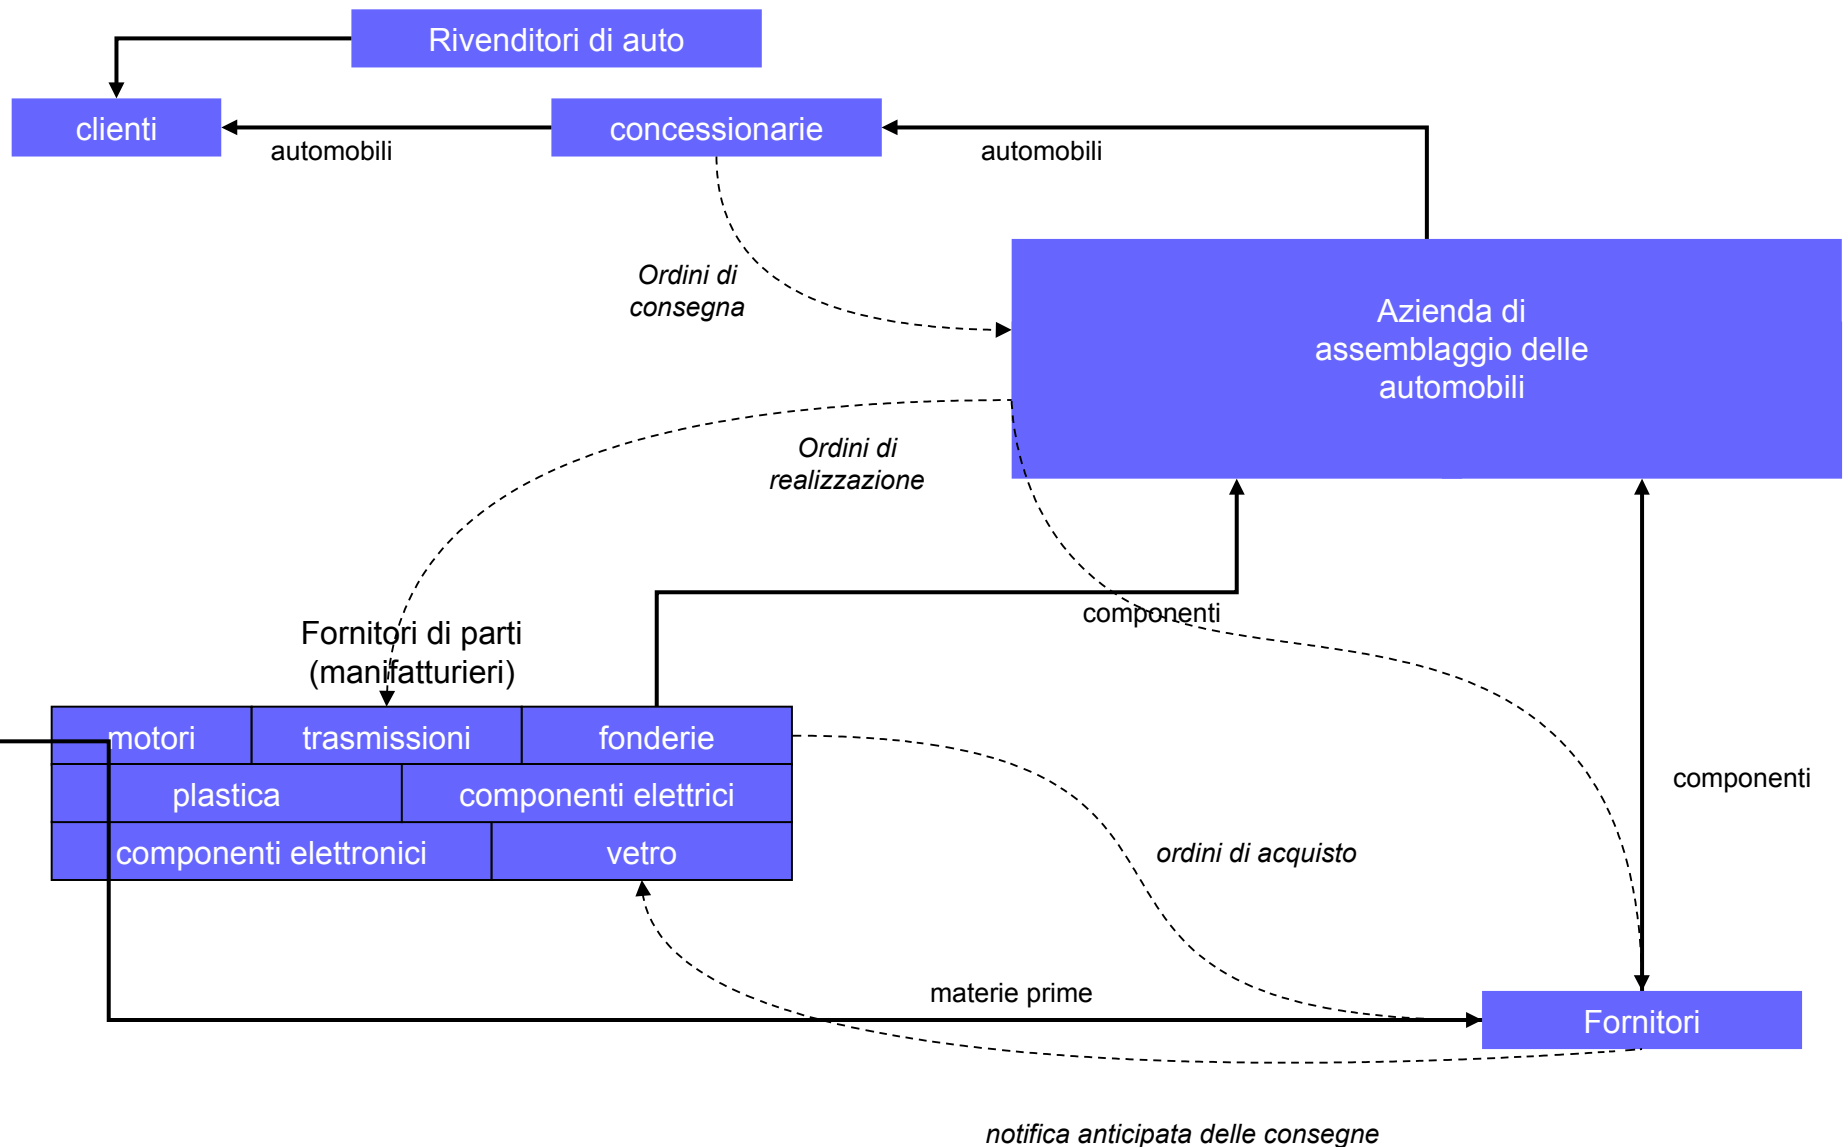 Rivenditori di auto
clienti
concessionarie
automobili
automobili
Ordini di
consegna
Azienda di
assemblaggio delle
automobili
Ordini di
realizzazione
componenti
Fornitori di parti
(manifatturieri)
motori
trasmissioni
fonderie
plastica
componenti elettrici
componenti
componenti elettronici
vetro
ordini di acquisto
materie prime
Fornitori
notifica anticipata delle consegne